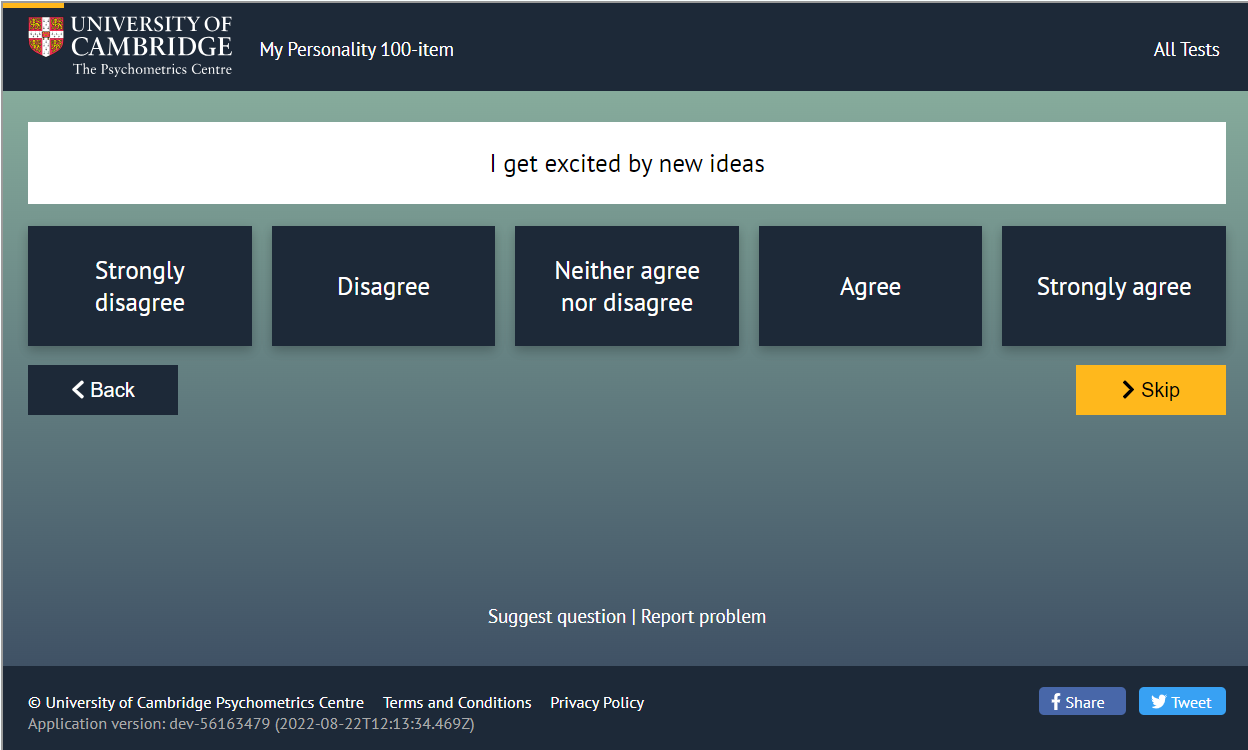 UNIVERSITY OF
CAMBRIDGE
The Psychometrics Centre
My Personality 100-item
All Tests
I get excited by new ideas
Strongly
disagree
Disagree
Neither agree
nor disagree
Agree
Strongly agree
Back
Skip
Suggest question | Report problem
© University of Cambridge Psychometrics Centre Terms and Conditions Privacy Policy
Application version: dev-56163479 (2022-08-22T12:13:34.469Z)
Share
Tweet